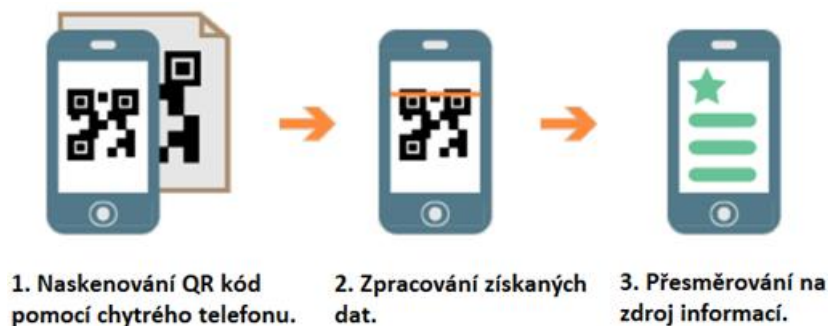 1. Naskenování QR kód
pomocí chytrého telefonu.
2. Zpracování získaných
dat.
3. Přesměrování na
zdroj informací.